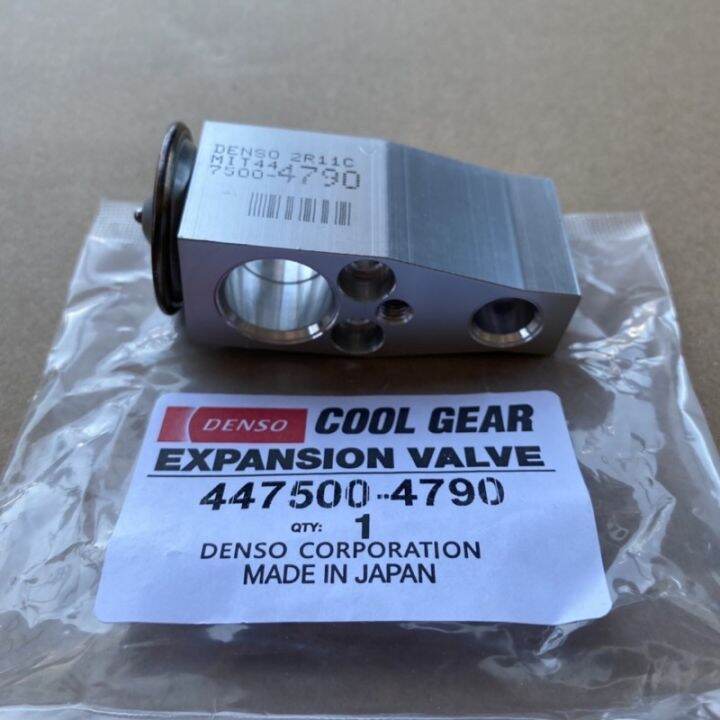 DENSO 2R11C
MIT44
7500-4790
DENSO COOL GEAR
EXPANSION VALVE
447500-4790
QTY: 1
DENSO CORPORATION
MADE IN JAPAN